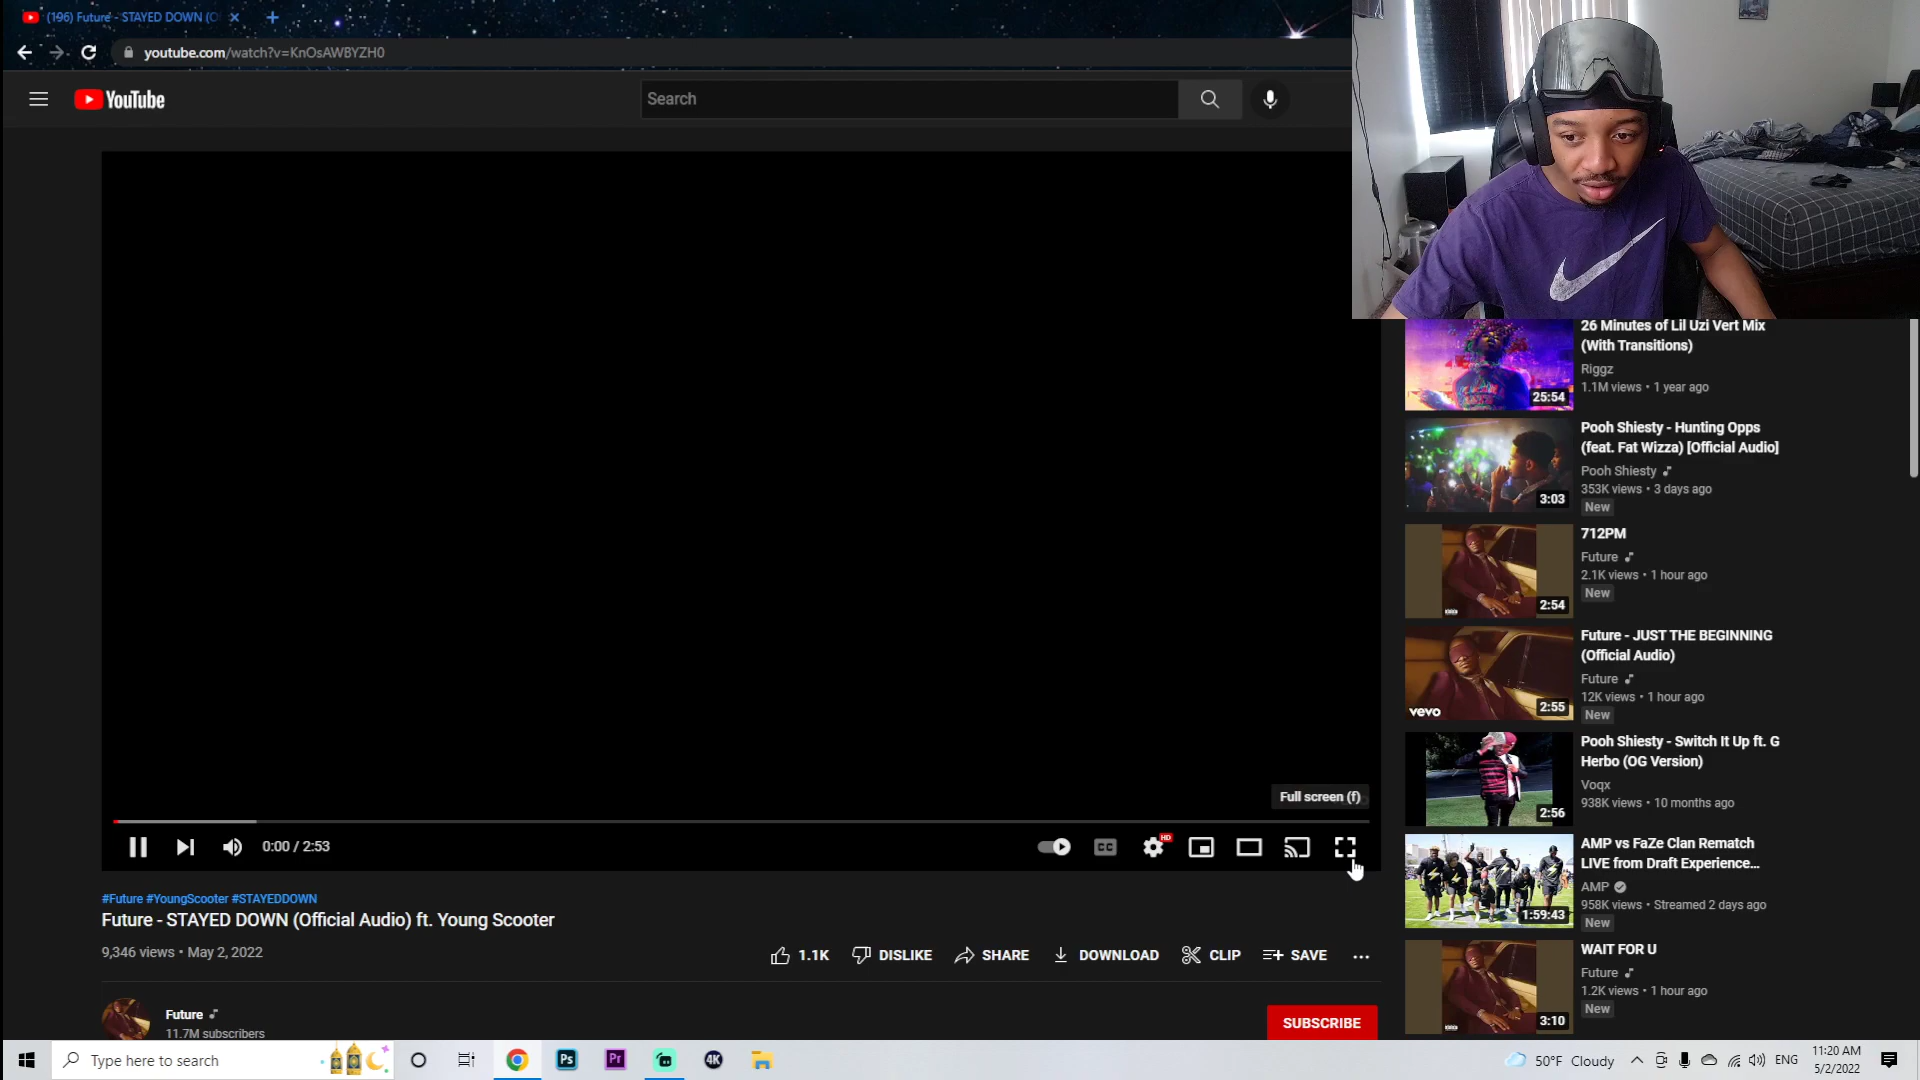 (196) Future - STAYED DOWN (O
youtube.com/watch?v=KnOsAWBYZH0
YouTube
Search
26 Minutes of Lil Uzi Vert Mix
(With Transitions)
Riggz
1.1M views • 1 year ago
25:54
Pooh Shiesty - Hunting Opps
(feat. Fat Wizza) [Official Audio]
Pooh Shiesty
353K views • 3 days ago
New
3:03
712PM
Future
2.1K views • 1 hour ago
New
2:54
Future - JUST THE BEGINNING
(Official Audio)
Future
12K views • 1 hour ago
New
vevo
2:55
Pooh Shiesty - Switch It Up ft. G
Herbo (OG Version)
Voqx
938K views • 10 months ago
2:56
AMP vs FaZe Clan Rematch
LIVE from Draft Experience...
AMP
958K views • Streamed 2 days ago
New
1:59:43
WAIT FOR U
Future
1.2K views • 1 hour ago
New
3:10
Full screen (f)
0:00 / 2:53
CC
HD
#Future #YoungScooter #STAYEDDOWN
Future - STAYED DOWN (Official Audio) ft. Young Scooter
9,346 views • May 2, 2022
1.1K DISLIKE SHARE DOWNLOAD CLIP SAVE ...
Future
11.7M subscribers
SUBSCRIBE
Type here to search
Ps
Pr
4K
50°F Cloudy
ENG
11:20 AM
5/2/2022